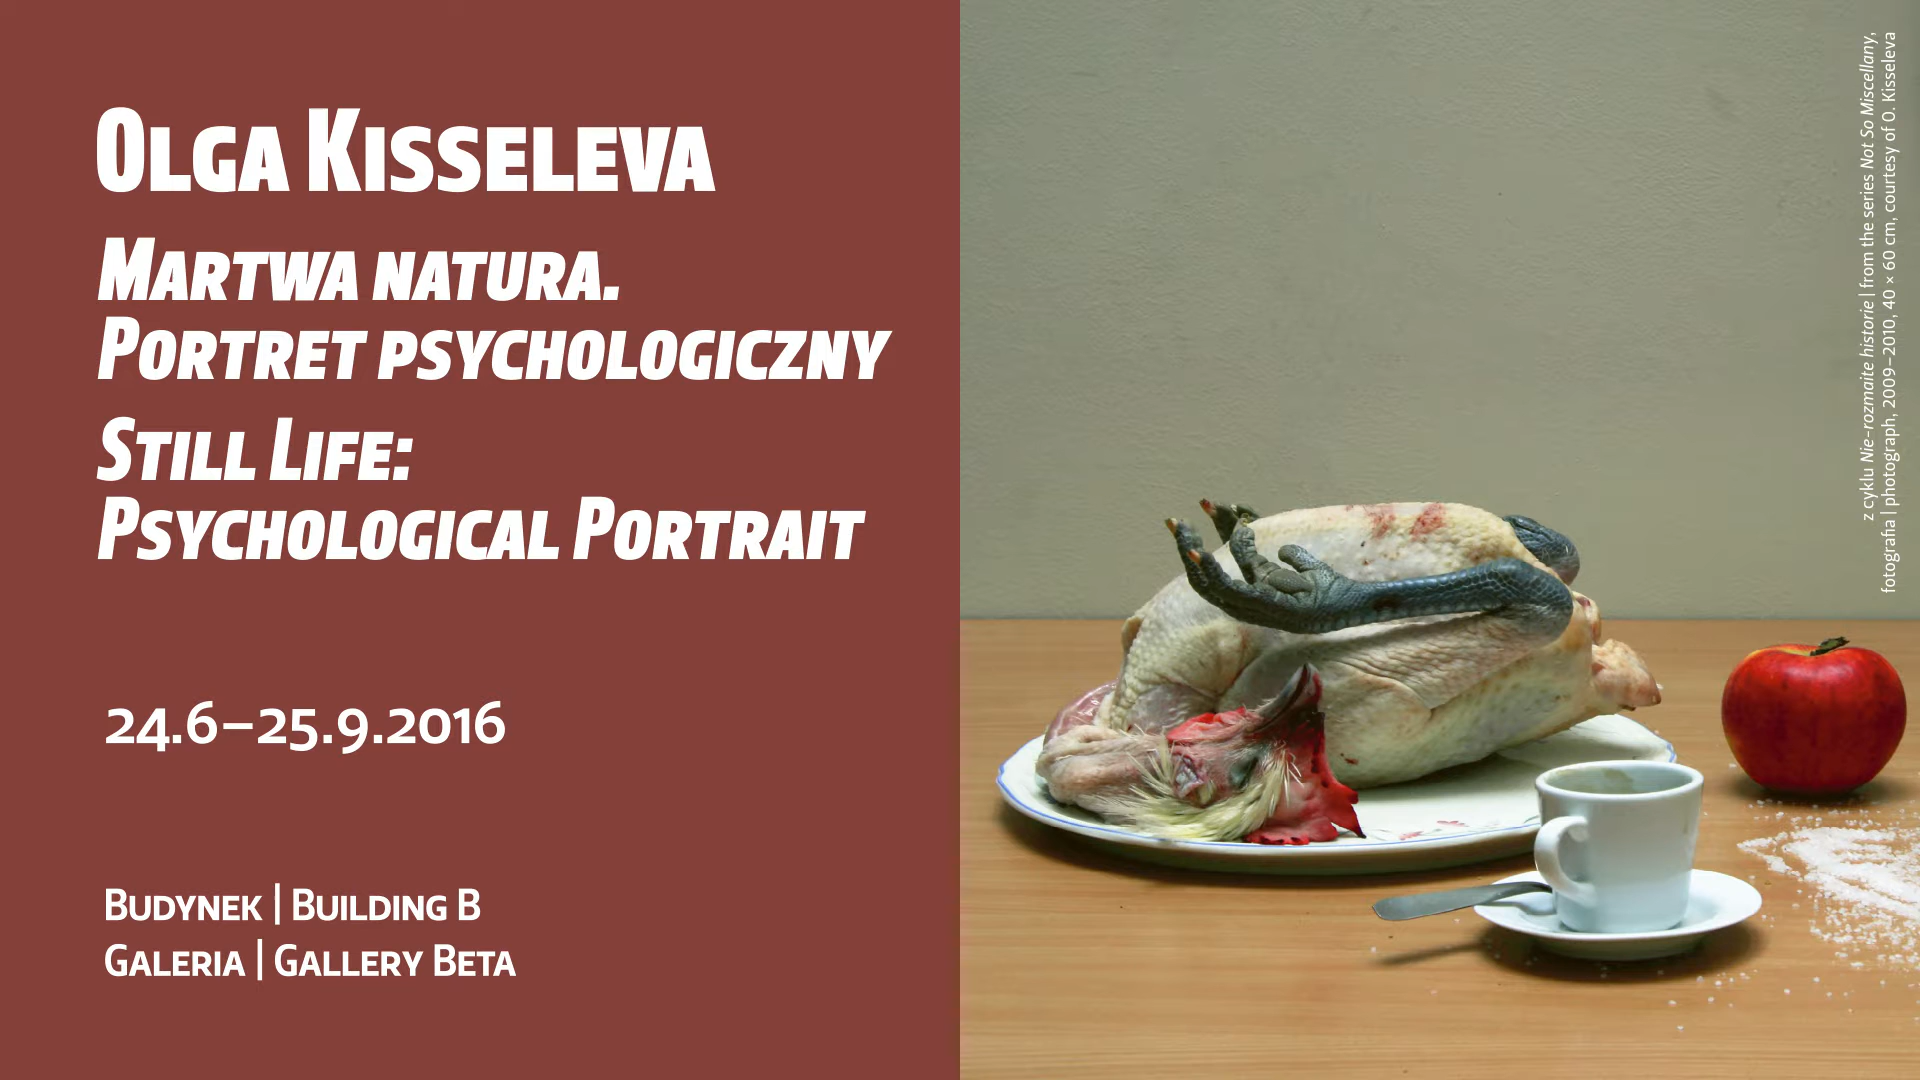 Olga Kisseleva
Martwa natura.
Portret psychologiczny
Still Life:
Psychological Portrait
24.6–25.9.2016
Budynek | Building B
Galeria | Gallery Beta
z cyklu Nie-rozmaite historie | from the series Not So Miscellany,
fotografia | photograph, 2009–2010, 40 × 60 cm, courtesy of O. Kisseleva